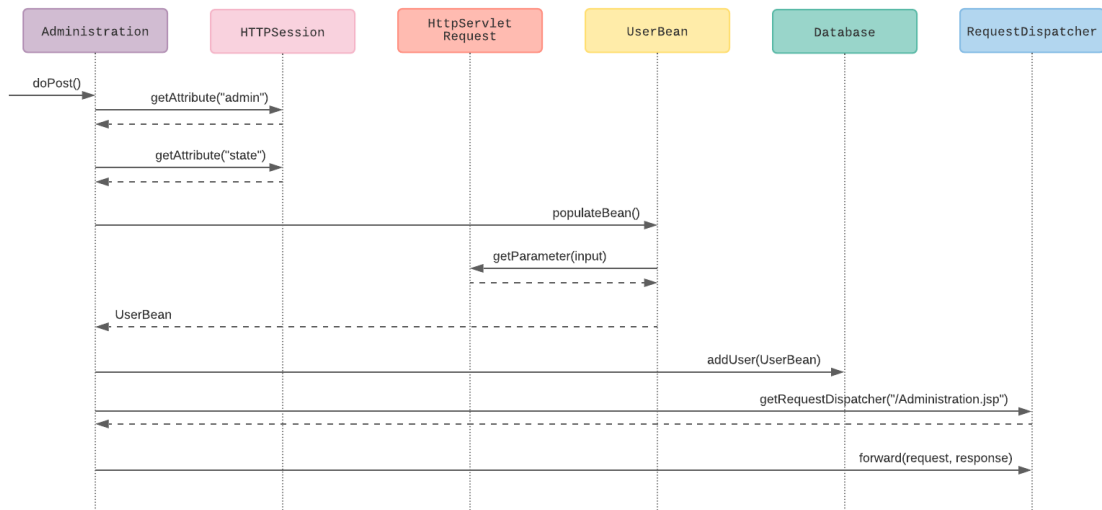 Administration
HTTPSession
HttpServlet
Request
UserBean
Database
RequestDispatcher
doPost()
getAttribute("admin")
getAttribute("state")
populateBean()
getParameter(input)
UserBean
addUser(UserBean)
getRequestDispatcher("/Administration.jsp")
forward(request, response)